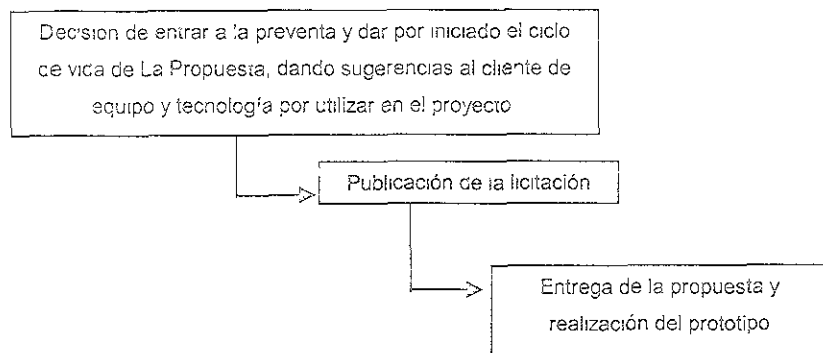 Decisión de entrar a la preventa y dar por iniciado el ciclo
de vida de La Propuesta, dando sugerencias al cliente de
equipo y tecnología por utilizar en el proyecto
Publicación de la licitación
Entrega de la propuesta y
realización del prototipo